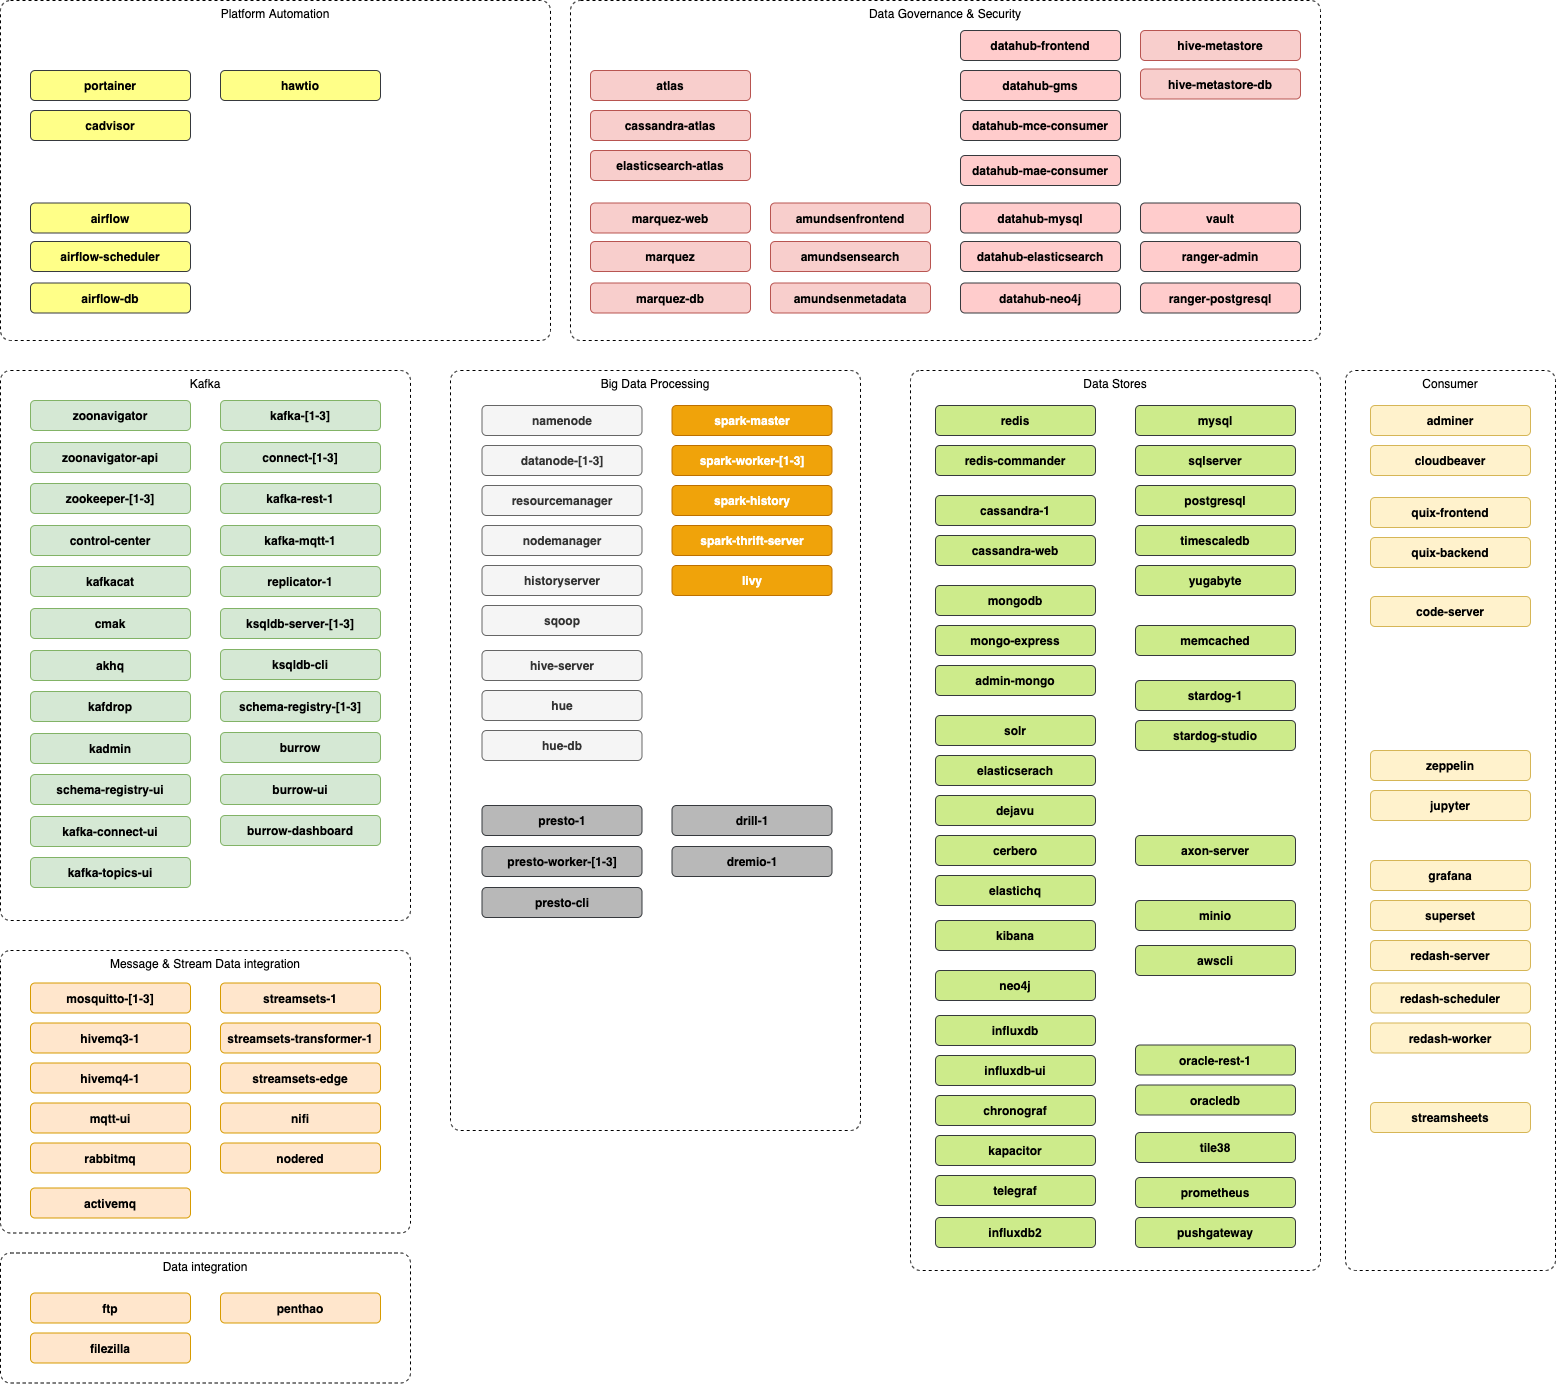 Platform Automation
portainer
hawtio
cadvisor
airflow
airflow-scheduler
airflow-db
Data Governance & Security
atlas
cassandra-atlas
elasticsearch-atlas
marquez-web
marquez
marquez-db
amundsenfrontend
amundsensearch
amundsenmetadata
datahub-frontend
datahub-gms
datahub-mce-consumer
datahub-mae-consumer
datahub-mysql
datahub-elasticsearch
datahub-neo4j
hive-metastore
hive-metastore-db
vault
ranger-admin
ranger-postgresql
Kafka
zoonavigator
zoonavigator-api
zookeeper-[1-3]
control-center
kafkacat
cmak
akhq
kafdrop
kadmin
schema-registry-ui
kafka-connect-ui
kafka-topics-ui
kafka-[1-3]
connect-[1-3]
kafka-rest-1
kafka-mqtt-1
replicator-1
ksqldb-server-[1-3]
ksqldb-cli
schema-registry-[1-3]
burrow
burrow-ui
burrow-dashboard
Message & Stream Data integration
mosquitto-[1-3]
hivemq3-1
hivemq4-1
mqtt-ui
rabbitmq
activemq
streamsets-1
streamsets-transformer-1
streamsets-edge
nifi
nodered
Data integration
ftp
filezilla
penthao
Big Data Processing
namenode
datanode-[1-3]
resourcemanager
nodemanager
historyserver
sqoop
hive-server
hue
hue-db
spark-master
spark-worker-[1-3]
spark-history
spark-thrift-server
livy
presto-1
presto-worker-[1-3]
presto-cli
drill-1
dremio-1
Data Stores
redis
redis-commander
cassandra-1
cassandra-web
mongodb
mongo-express
admin-mongo
solr
elasticserach
dejavu
cerbero
elastichq
kibana
neo4j
influxdb
influxdb-ui
chronograf
kapacitor
telegraf
influxdb2
mysql
sqlserver
postgresql
timescaledb
yugabyte
memcached
stardog-1
stardog-studio
axon-server
minio
awscli
oracle-rest-1
oracledb
tile38
prometheus
pushgateway
Consumer
adminer
cloudbeaver
quix-frontend
quix-backend
code-server
zeppelin
jupyter
grafana
superset
redash-server
redash-scheduler
redash-worker
streamsheets